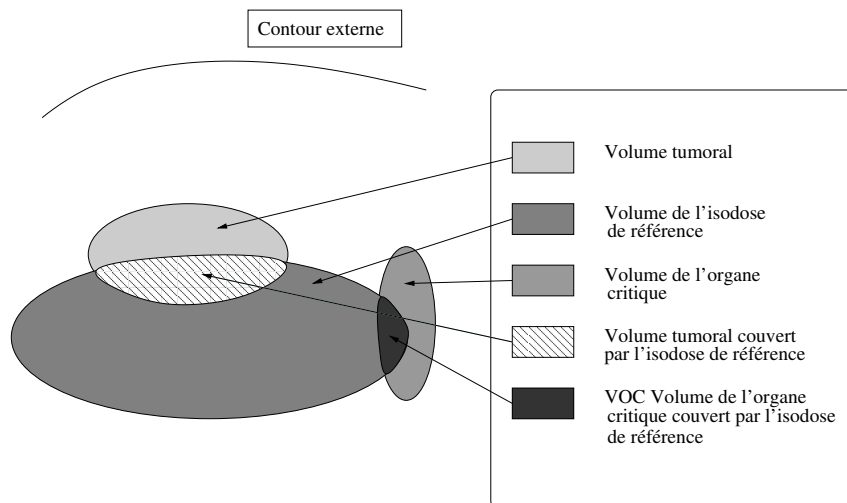 Contour externe
Volume tumoral
Volume de l'isodose
de référence
Volume de l'organe
critique
Volume tumoral couvert
par l'isodose de référence
VOC Volume de l'organe
critique couvert par l'isodose
de référence